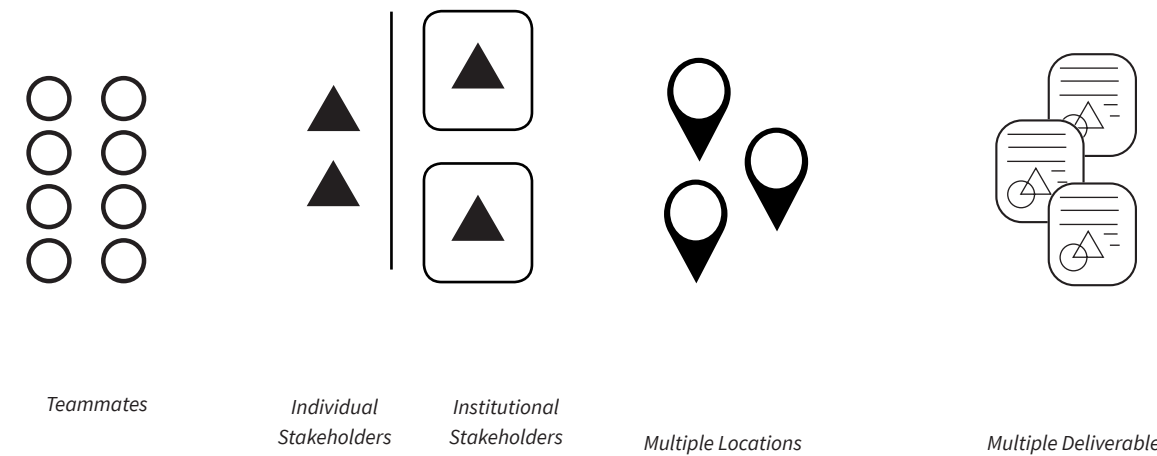 Teammates
Individual
Stakeholders
Institutional
Stakeholders
Multiple Locations
Multiple Deliverable